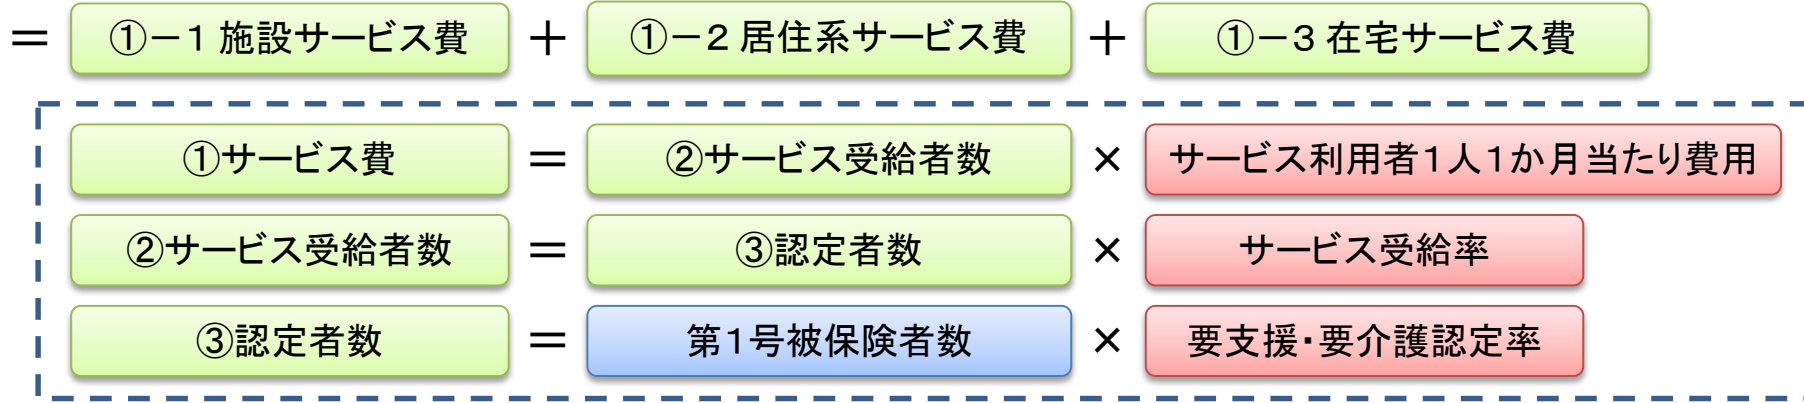 ＝ ①－１ 施設サービス費 ＋ ①－２ 居住系サービス費 ＋ ①－３ 在宅サービス費
①サービス費 ＝ ②サービス受給者数 × サービス利用者１人１か月当たり費用
②サービス受給者数 ＝ ③認定者数 × サービス受給率
③認定者数 ＝ 第１号被保険者数 × 要支援・要介護認定率